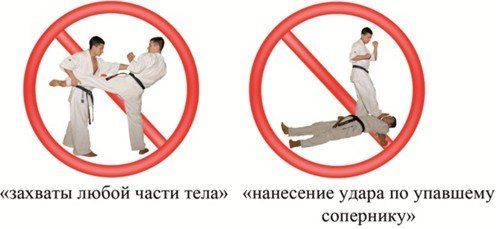 «захваты любой части тела»
«нанесение удара по упавшему
сопернику»